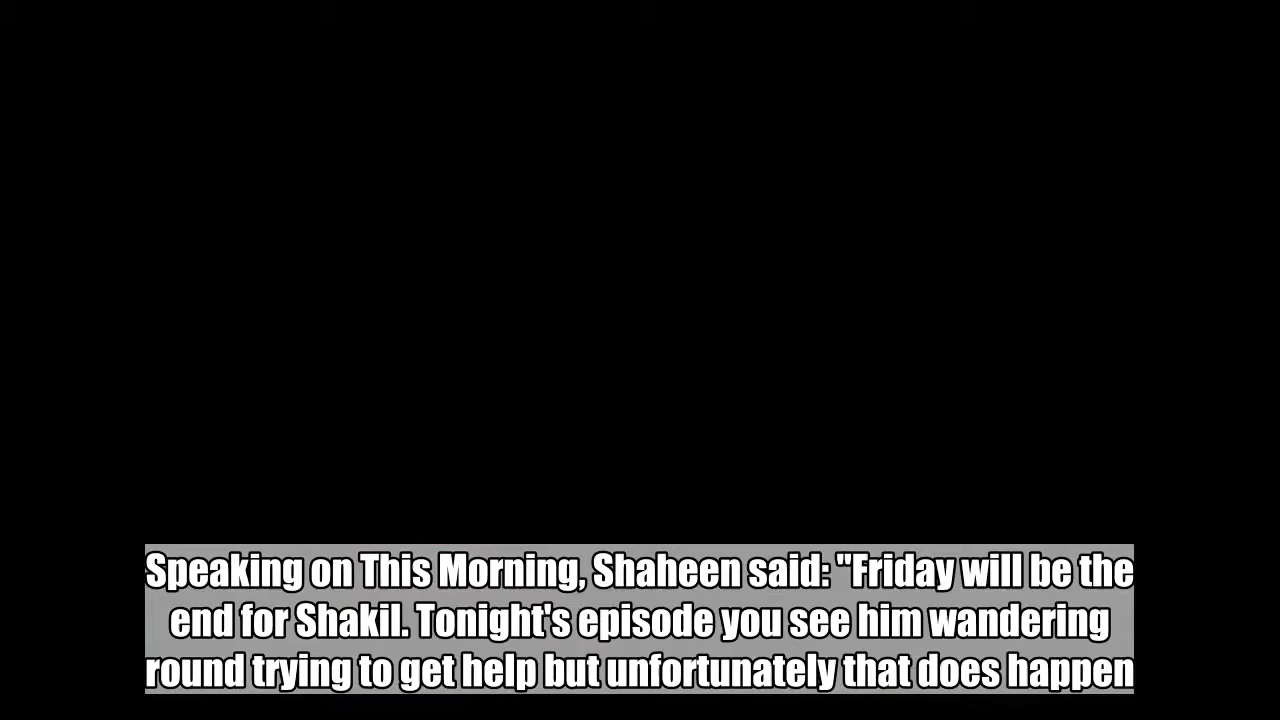 Speaking on This Morning, Shaheen said: "Friday will be the
end for Shakil. Tonight's episode you see him wandering
round trying to get help but unfortunately that does happen